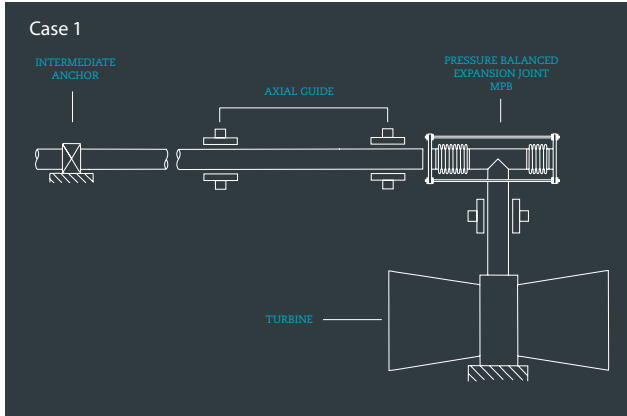 Case 1
INTERMEDIATE
ANCHOR
AXIAL GUIDE
PRESSURE BALANCED
EXPANSION JOINT
MPB
TURBINE